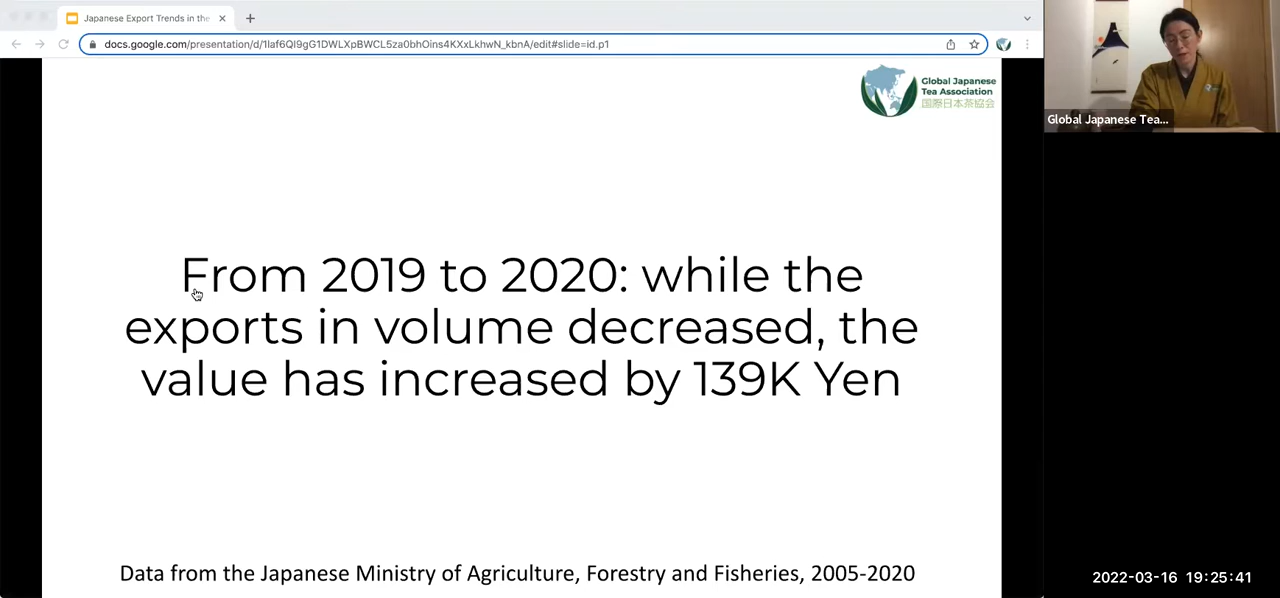 Japanese Export Trends in the
docs.google.com/presentation/d/1Iaf6QI9gG1DWLXpBWCL5za0bhOins4KXxLkhwN_kbnA/edit#slide=id.p1
Global Japanese
Tea Association
国際日本茶協会
Global Japanese Tea...
From 2019 to 2020: while the
exports in volume decreased, the
value has increased by 139K Yen
Data from the Japanese Ministry of Agriculture, Forestry and Fisheries, 2005-2020
2022-03-16 19:25:41